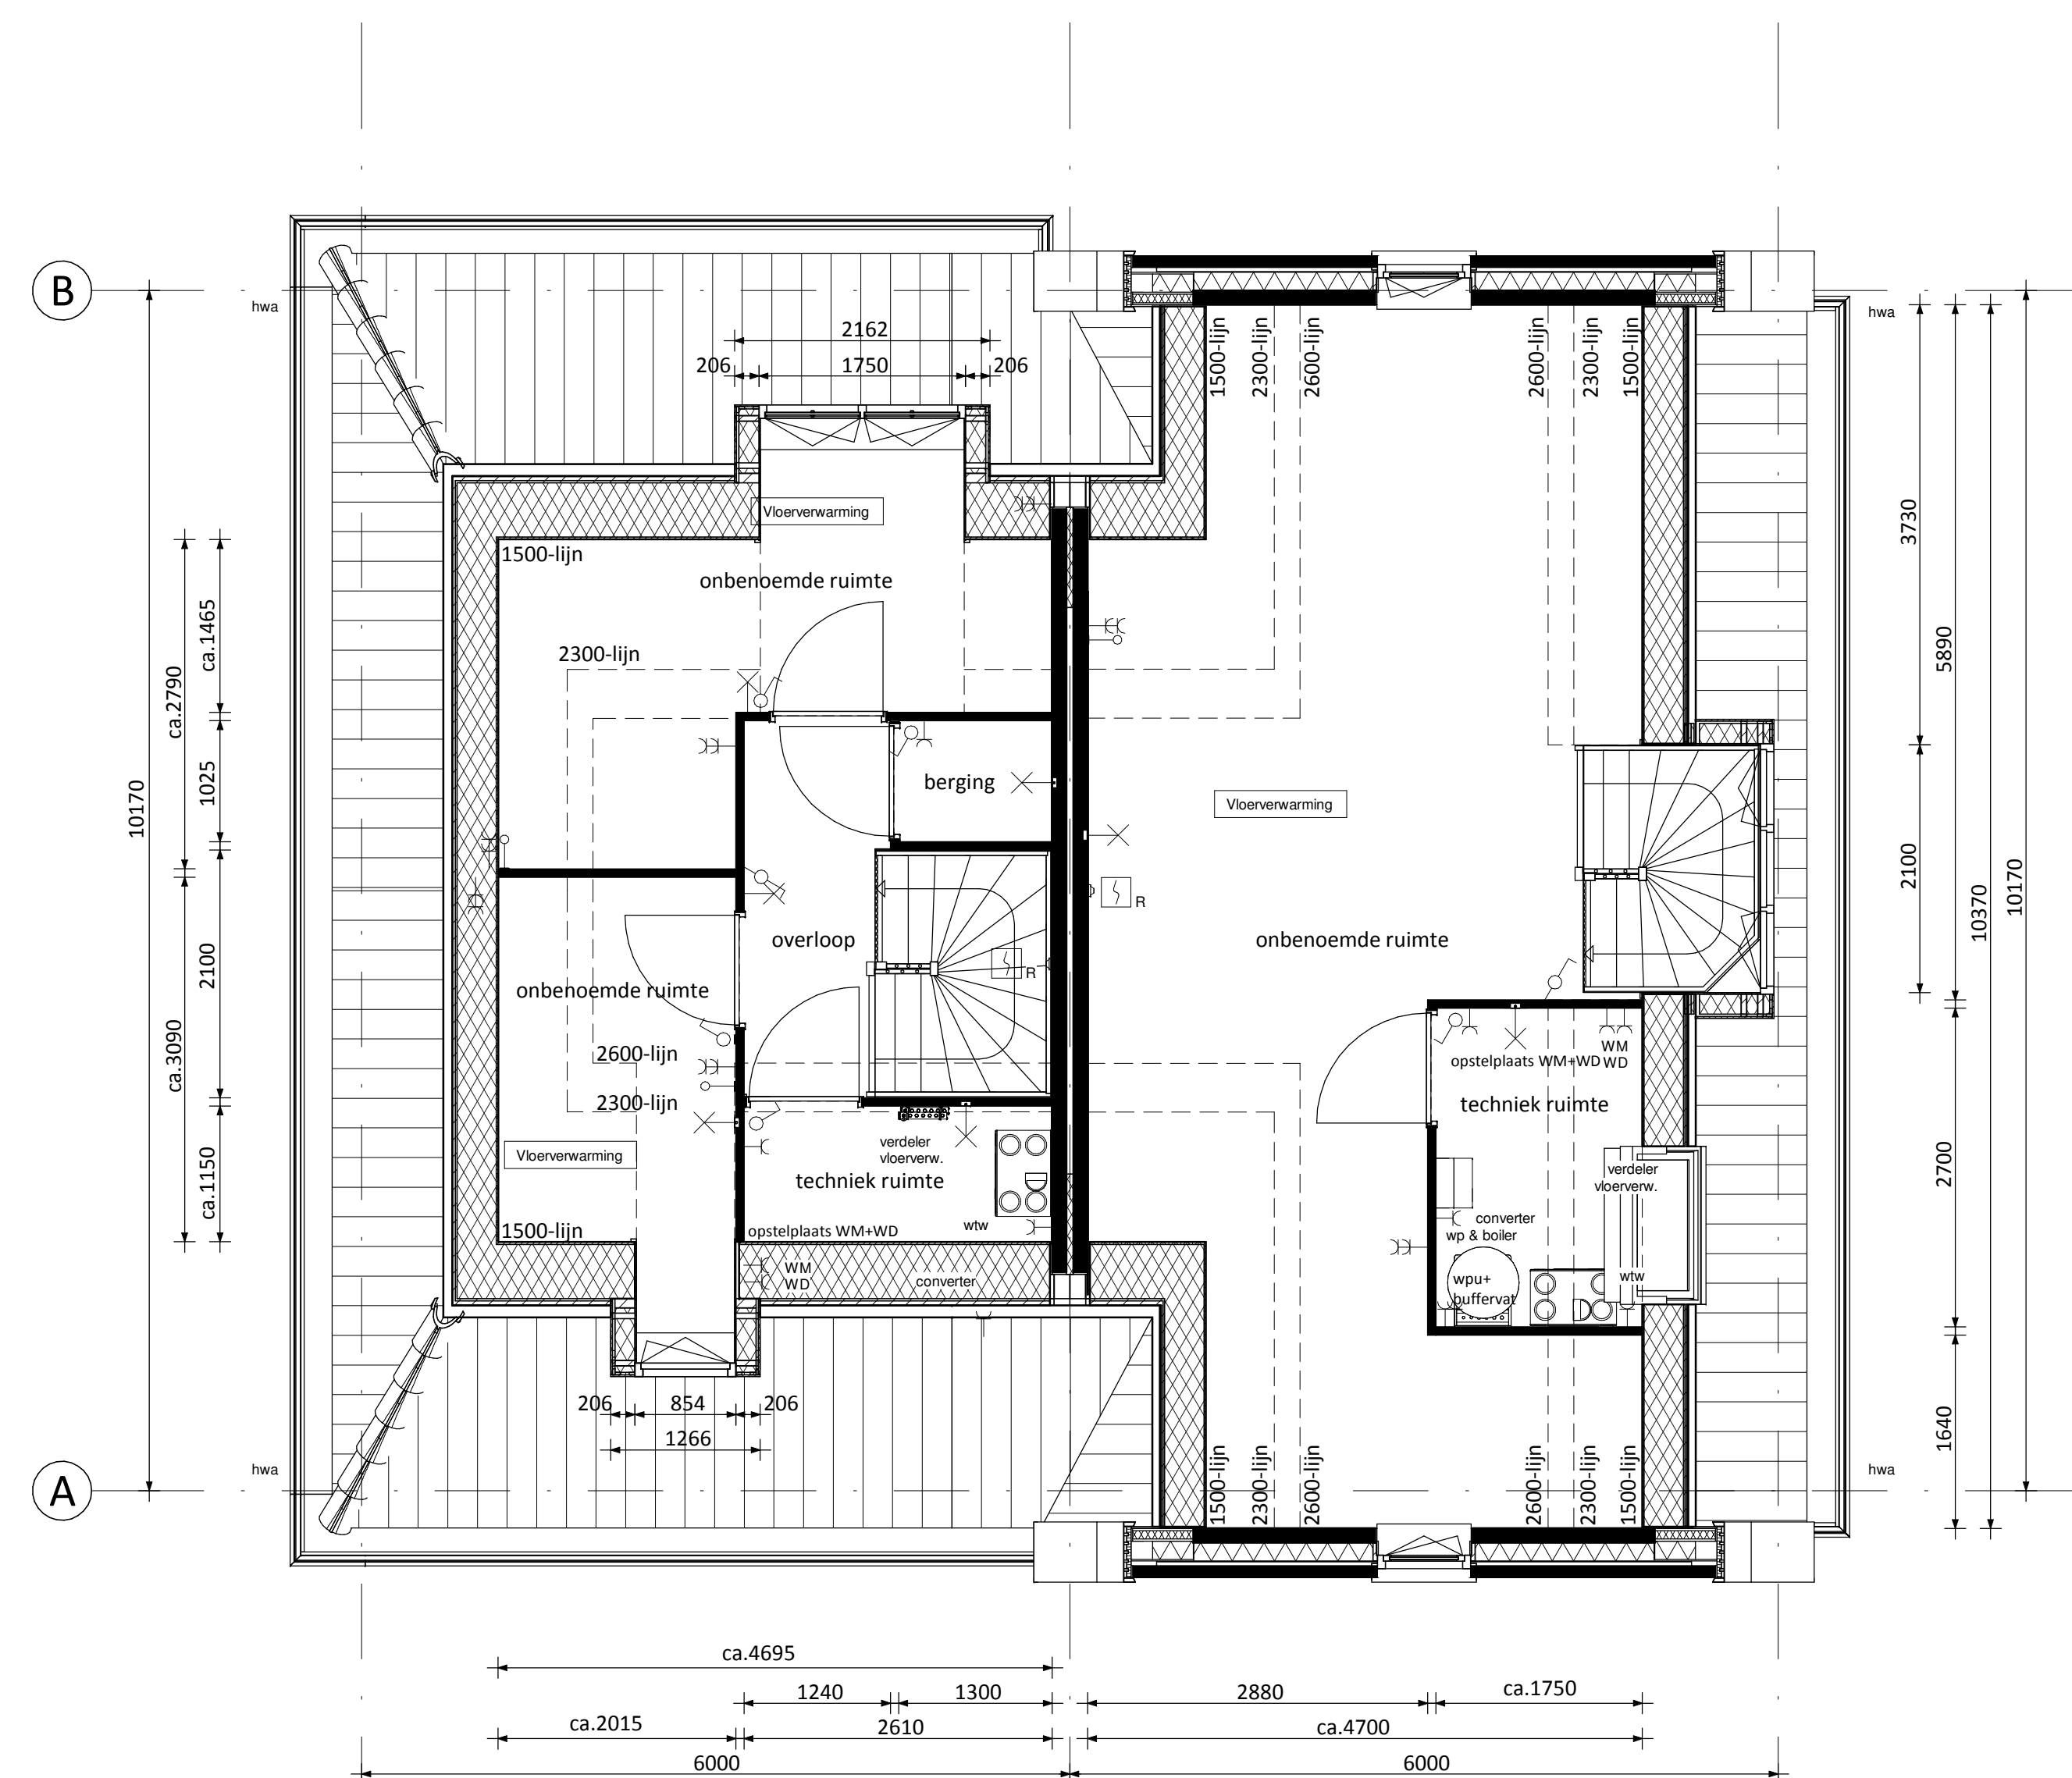 B
hwa
hwa
2162
206
1750
206
1500-lijn
2300-lijn
2600-lijn
2600-lijn
2300-lijn
1500-lijn
Vloerverwarming
1500-lijn
onbenoemde ruimte
2300-lijn
berging
Vloerverwarming
R
overloop
onbenoemde ruimte
R
onbenoemde ruimte
2600-lijn
2300-lijn
WM
opstelplaats WM+WD
WD
techniek ruimte
Vloerverwarming
verdeler
vloerverw.
techniek ruimte
verdeler
vloerverw.
1500-lijn
opstelplaats WM+WD
wtw
converter
wp & boiler
WM
WD
converter
wpu+
buffervat
wtw
206
854
206
1266
1500-lijn
2300-lijn
2600-lijn
2600-lijn
2300-lijn
1500-lijn
A
hwa
hwa
10170
ca.2790
ca.3090
ca.1465
1025
2100
ca.1150
3730
2100
5890
2700
1640
10370
10170
ca.4695
1240
1300
2880
ca.1750
ca.2015
2610
ca.4700
6000
6000